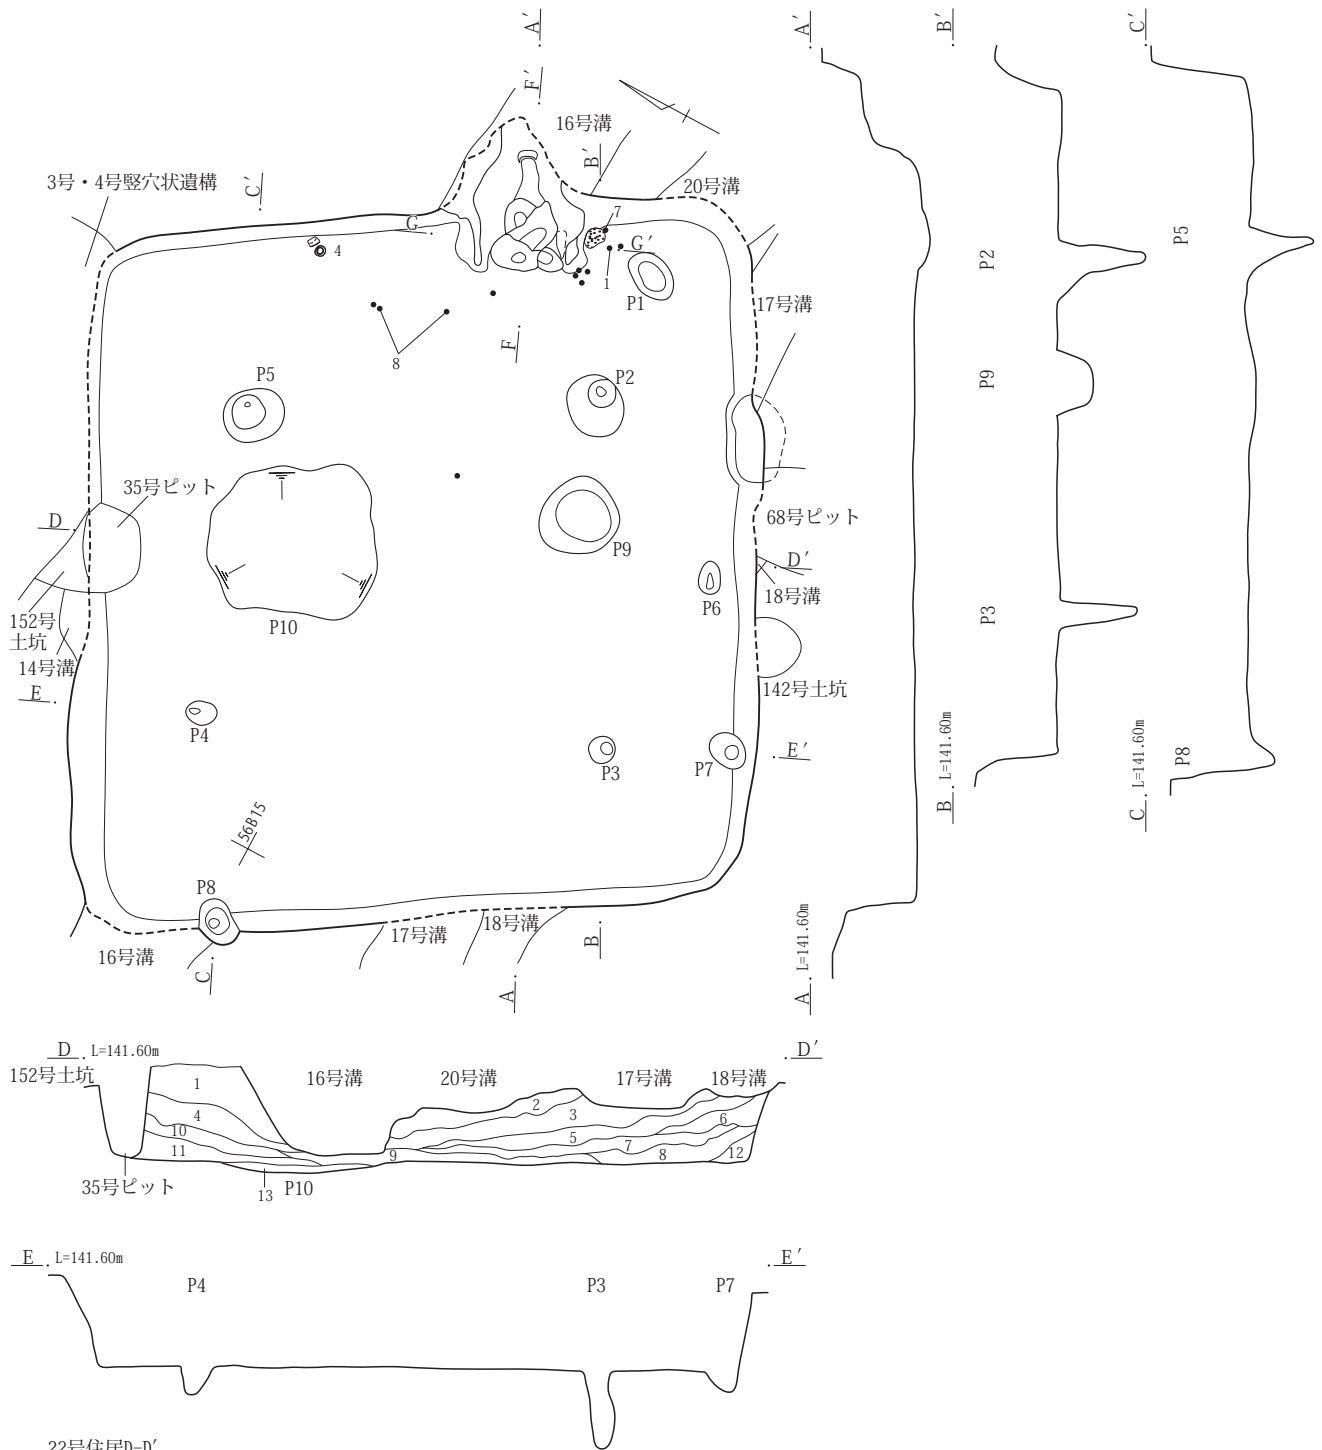 A′
F′
16号溝
B′
20号溝
3号・4号竪穴状遺構
C′
G
7
G′
4
1
P1
17号溝
F
8
P5
P2
35号ピット
D
68号ピット
P9
D′
18号溝
P6
152号
土坑
P10
14号溝
142号土坑
E
P4
E′
P3
P7
56B15
P8
18号溝
17号溝
16号溝
B
C
A
A′
B′
C′
P2
P5
P9
P3
P8
A L=141.60m
B L=141.60m
C L=141.60m
D L=141.60m
D′
152号土坑
16号溝
20号溝
17号溝
18号溝
1
2
3
4
5
6
7
8
9
10
11
12
13
P10
35号ピット
E L=141.60m
E′
P4
P3
P7
22号住居D-D′